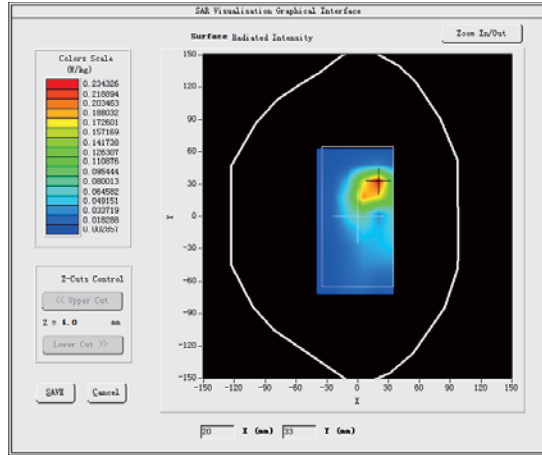 SAR Visualisation Graphical Interface
Surface Radiated Intensity
Zoom In/Out
Colors Scale
(W/kg)
0.234326
0.218894
0.203463
0.188032
0.172601
0.157169
0.141738
0.126307
0.110876
0.095444
0.080013
0.064582
0.049151
0.033719
0.018288
0.002857
Z-Cuts Control
<< Upper Cut
Z = 4.0 mm
Lower Cut >>
SAVE
Cancel
150
120
90
60
30
0
-30
-60
-90
-120
-150
Y
-150 -120 -90 -60 -30 0 30 60 90 120 150
X
20 X (mm) 33 Y (mm)